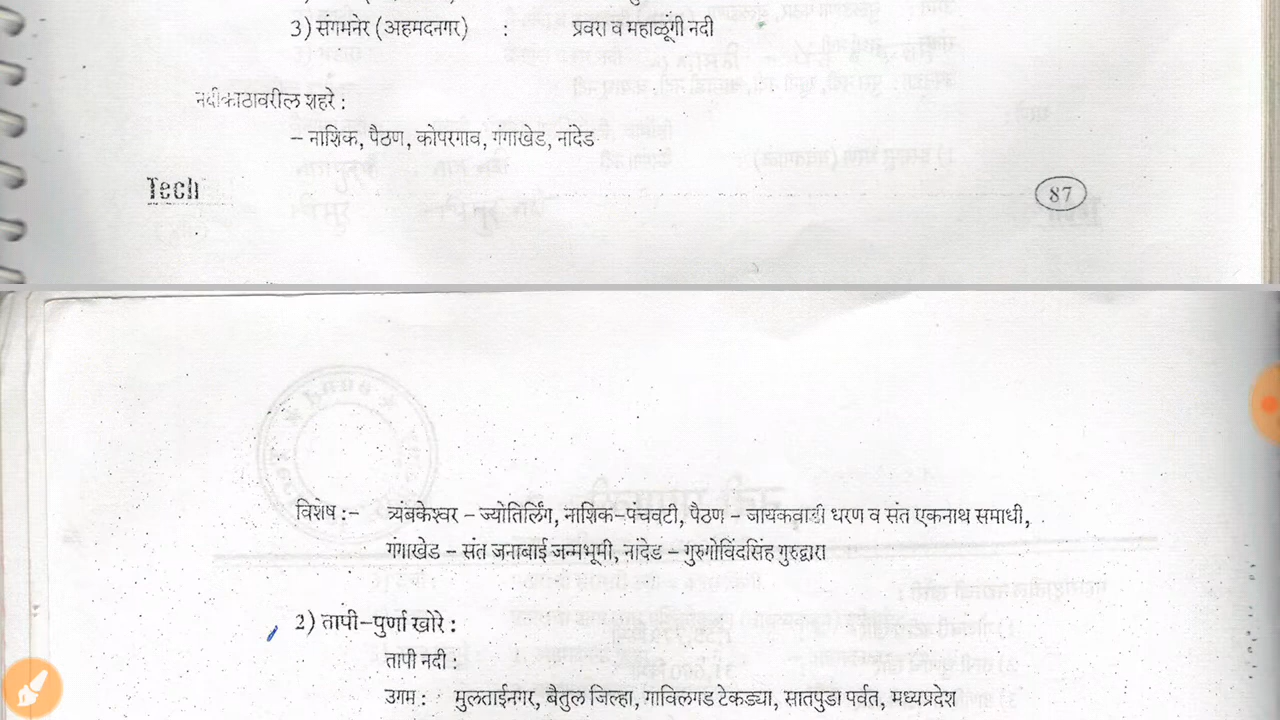 3) संगमनेर (अहमदनगर) : प्रवरा व महाळूंगी नदी
नदीकाठावरील शहरे :
– नाशिक, पैठण, कोपरगाव, गंगाखेड, नांदेड
Tech 87
विशेष :- त्र्यंबकेश्वर – ज्योतिर्लिंग, नाशिक-पंचवटी, पैठण – जायकवाडी धरण व संत एकनाथ समाधी,
गंगाखेड – संत जनाबाई जन्मभूमी, नांदेड – गुरुगोविंदसिंह गुरुद्वारा
2) तापी-पुर्णा खोरे :
तापी नदी :
उगम : मुलताईनगर, बैतुल जिल्हा, गाविलगड टेकड्या, सातपुडा पर्वत, मध्यप्रदेश